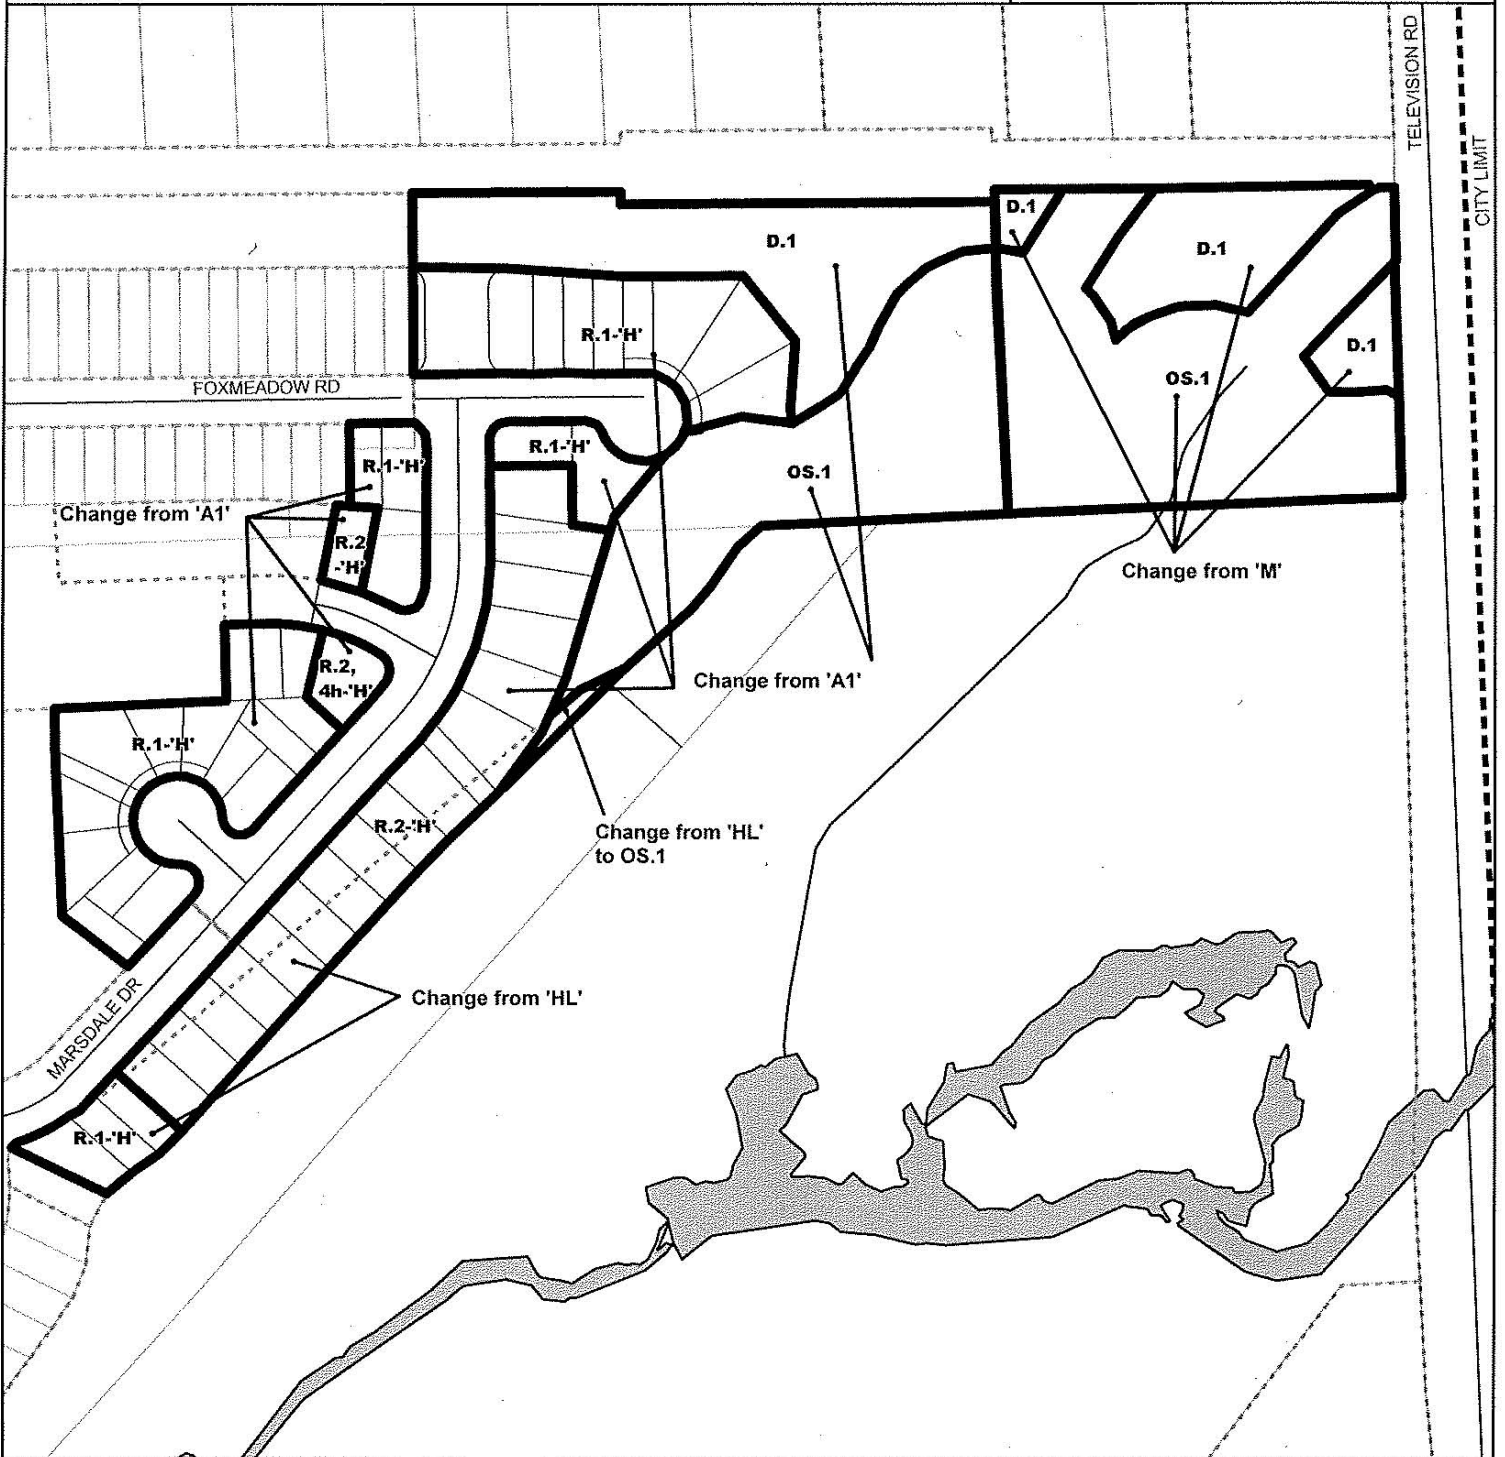 TELEVISION RD
CITY LIMIT
D.1
D.1
D.1
R.1-'H'
D.1
FOXMEADOW RD
OS.1
R.1-'H'
R.1-'H'
OS.1
Change from 'A1'
R.2
-'H'
Change from 'M'
R.2,
4h-'H'
Change from 'A1'
R.1-'H'
R.2-'H'
Change from 'HL'
to OS.1
MARSDALE DR
Change from 'HL'
R.1-'H'